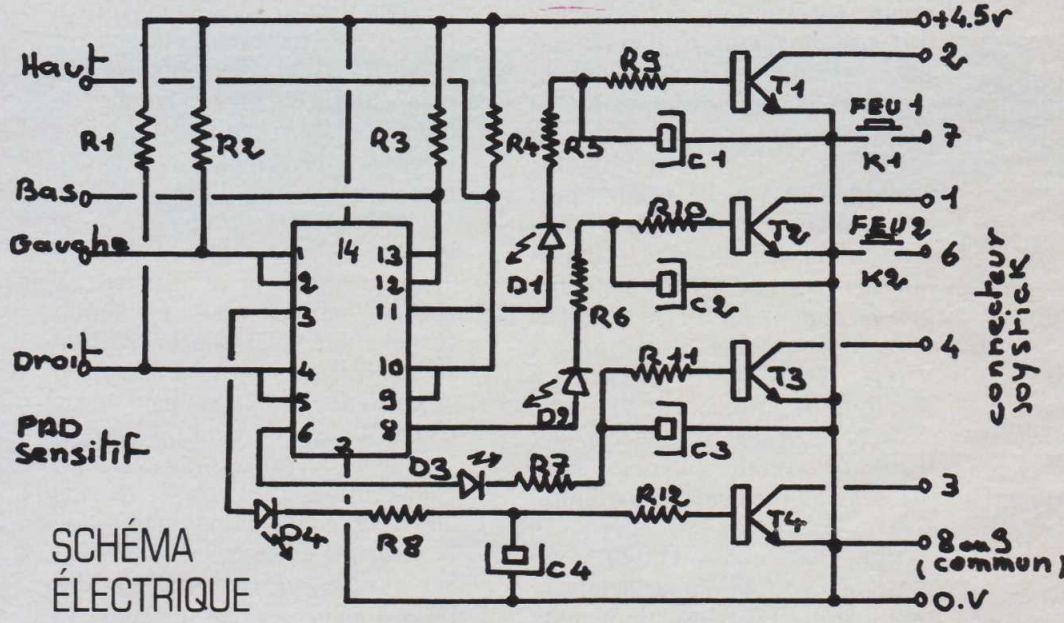 +4.5v
Haut
2
R9
T1
FEU 1
R1
R2
R3
R4
R5
C1
7
K1
Bas
1
R10
T2
FEU2
Gauche
1
14
13
6
2
12
D1
C2
K2
3
11
R6
connecteur
joystick
Droit
4
10
R11
T3
4
5
9
6
8
D2
PAD
sensitif
7
D3
R7
C3
R12
3
T4
D4
R8
C4
8 ou 9
(commun)
O.V
SCHÉMA
ÉLECTRIQUE